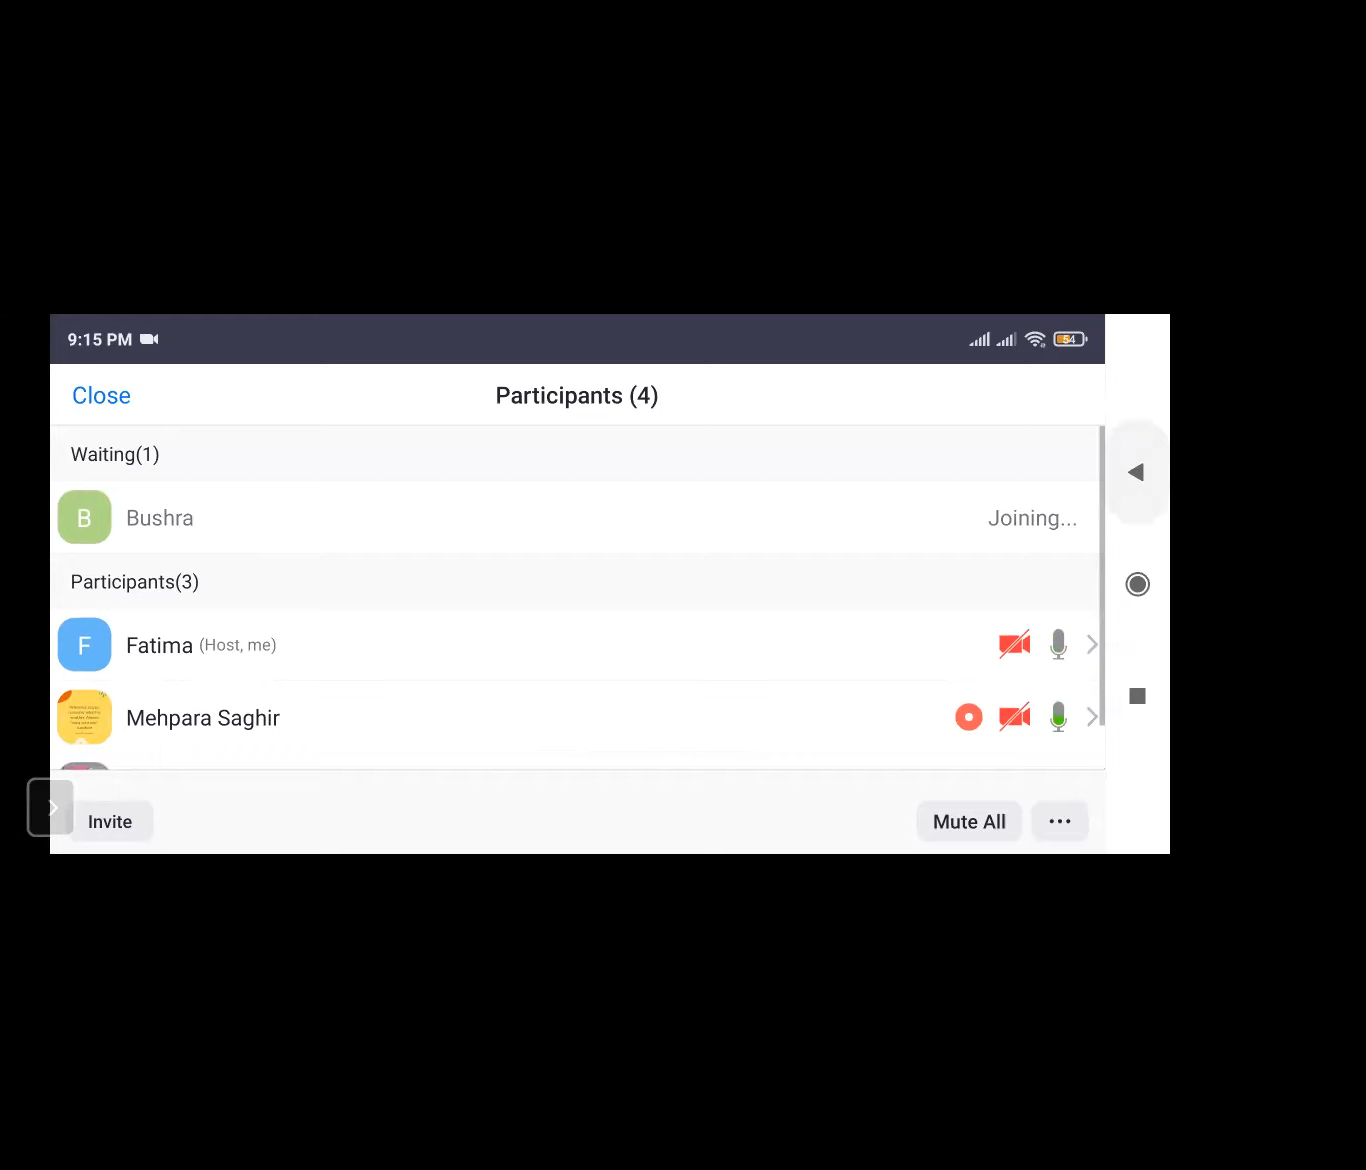 9:15 PM
54
Close
Participants (4)
Waiting(1)
B
Bushra
Joining...
Participants(3)
F
Fatima (Host, me)
Mehpara Saghir
Invite
Mute All